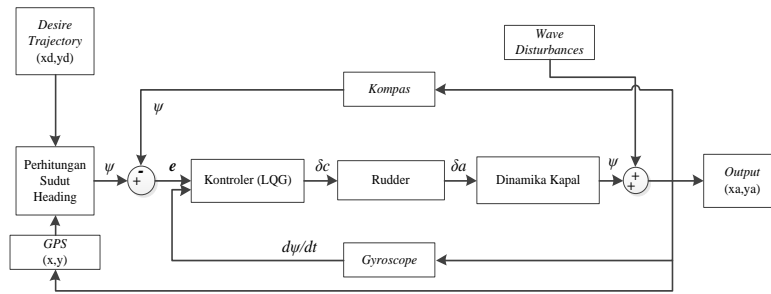 Desire
Trajectory
(xd,yd)
Wave
Disturbances
Kompas
ψ
Perhitungan
Sudut
Heading
ψ
-
+
e
Kontroler (LQG)
δc
Rudder
δa
Dinamika Kapal
ψ
+
+
Output
(xa,ya)
GPS
(x,y)
dψ/dt
Gyroscope